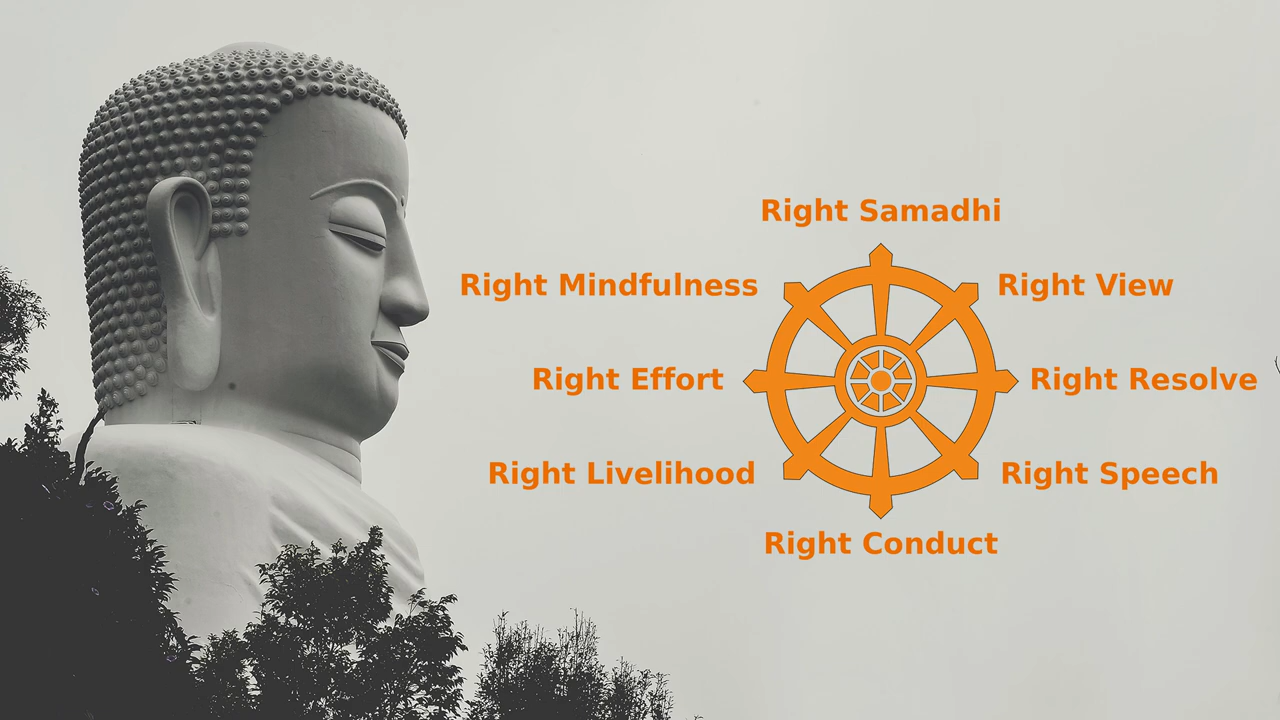 Right Samadhi
Right Mindfulness
Right View
Right Effort
Right Resolve
Right Livelihood
Right Speech
Right Conduct